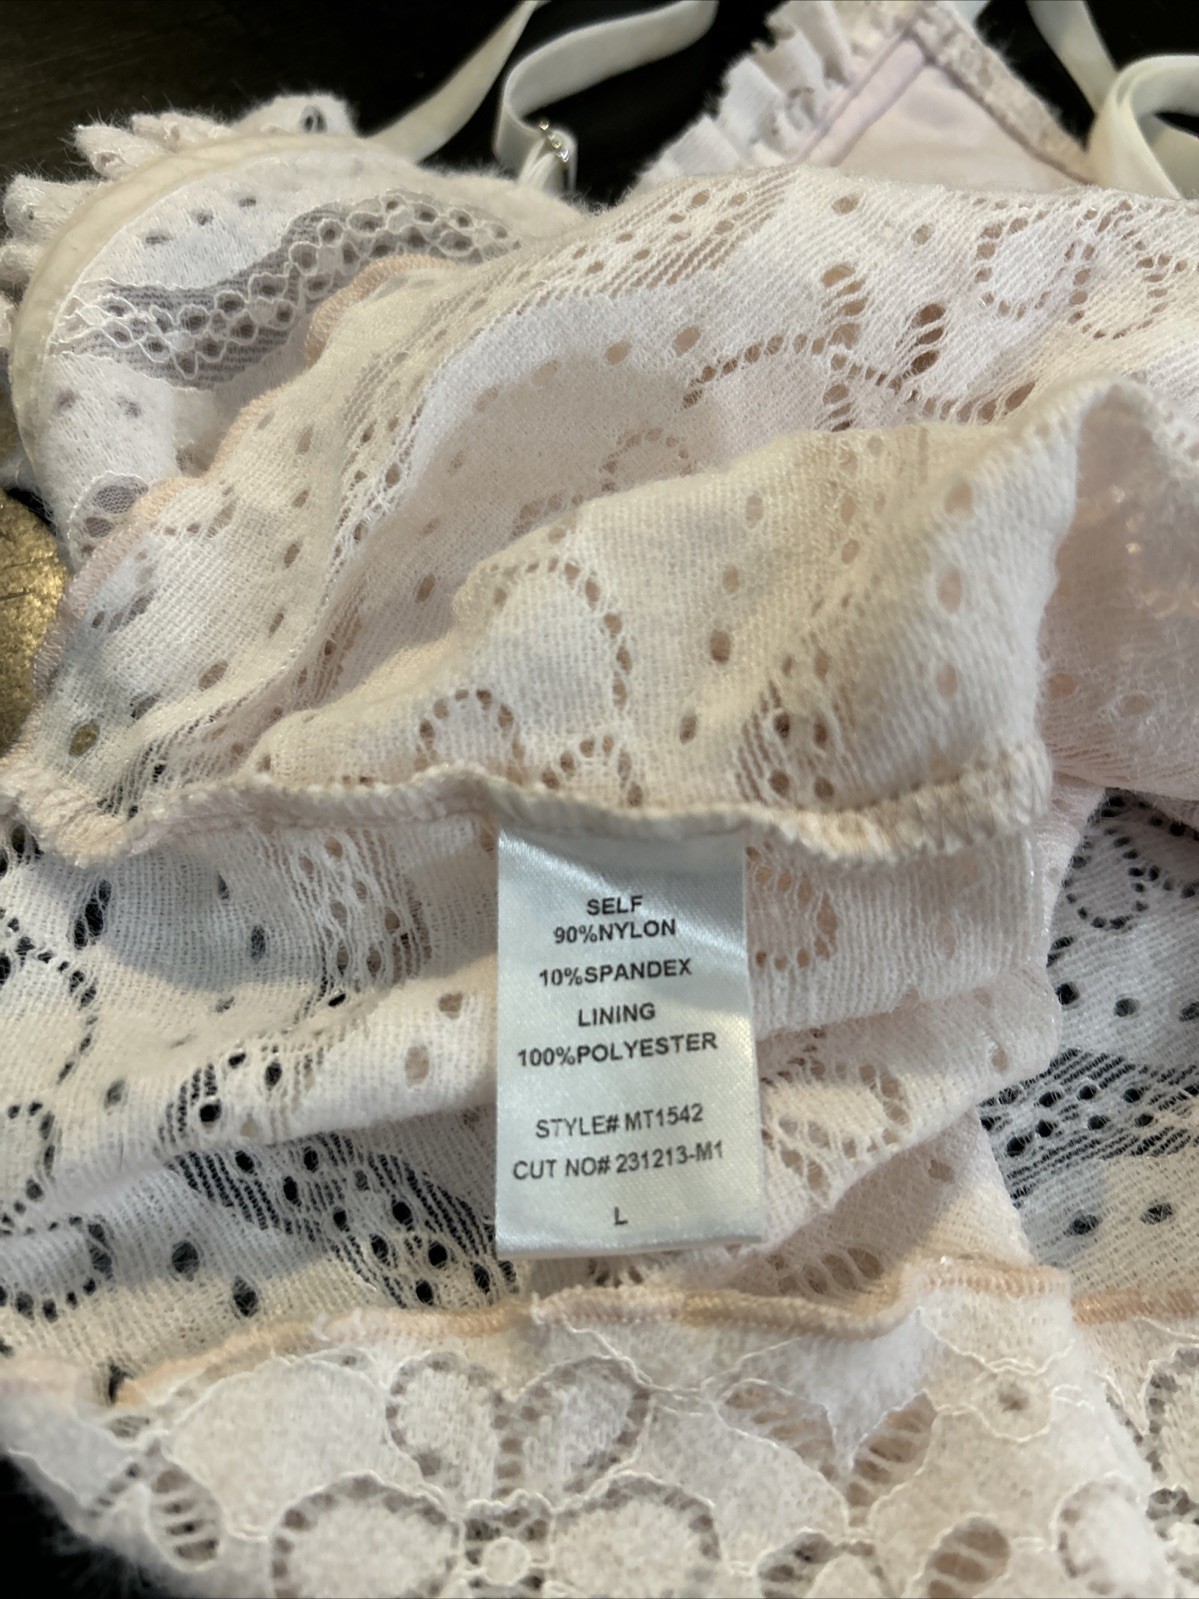 SELF
90%NYLON
10%SPANDEX
LINING
100%POLYESTER
STYLE# MT1542
CUT NO# 231213-M1
L